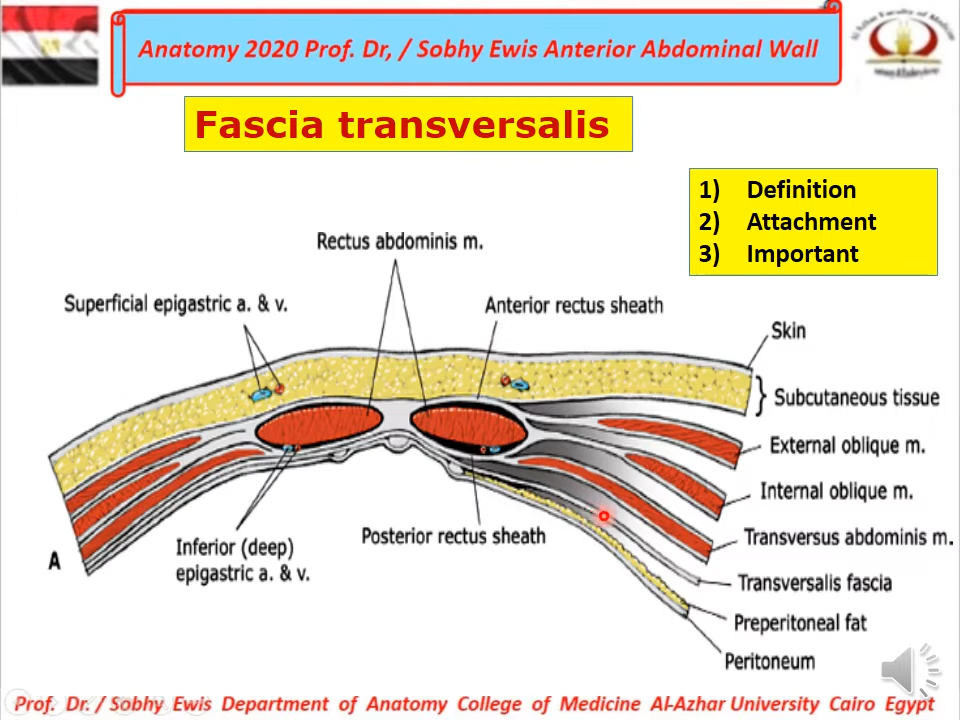 Anatomy 2020 Prof. Dr, / Sobhy Ewis Anterior Abdominal Wall
Fascia transversalis
1) Definition
2) Attachment
3) Important
Rectus abdominis m.
Superficial epigastric a. & v.
Anterior rectus sheath
Skin
Subcutaneous tissue
External oblique m.
Internal oblique m.
Transversus abdominis m.
Transversalis fascia
Preperitoneal fat
Peritoneum
Posterior rectus sheath
Inferior (deep)
epigastric a. & v.
A
Prof. Dr. / Sobhy Ewis Department of Anatomy College of Medicine Al-Azhar University Cairo Egypt